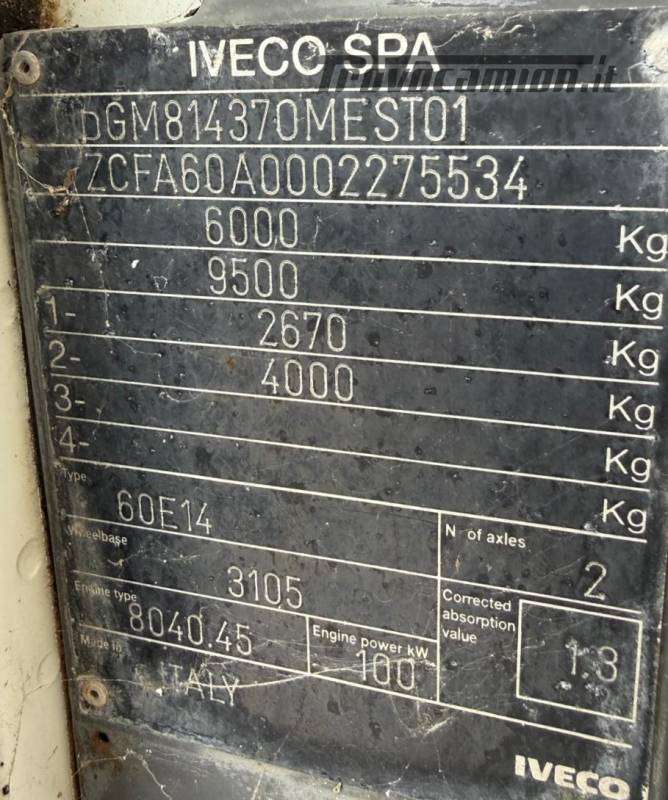 IVECO SPA
Trovocamion.it
OGM814370MEST01
ZCFA60A0002275534
6000 Kg
9500 Kg
1- 2670 Kg
2- 4000 Kg
3- Kg
4- Kg
Type
60E14
N of axles
2
Wheelbase
3105
Corrected absorption value
1.3
Engine type
8040.45
Engine power kW
100
Made in
ITALY
IVECO